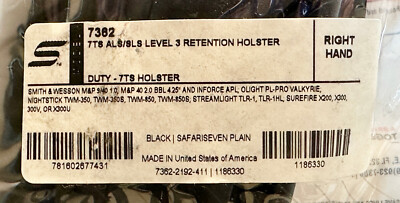 7362
7TS ALS/SLS LEVEL 3 RETENTION HOLSTER
RIGHT
HAND
DUTY - 7TS HOLSTER
SMITH & WESSON M&P 9/40 1.0, M&P 40 2.0 BBL 4.25" AND INFORCE APL, OLIGHT PL-PRO VALKYRIE,
NIGHTSTICK TWM-350, TWM-350S, TWM-850, TWM-850S, STREAMLIGHT TLR-1, TLR-1HL, SUREFIRE X200, X300,
300V, OR X300U
BLACK | SAFARISEVEN PLAIN
MADE IN United States of America
781602677431
1186330
7362-2192-411 | 1186330